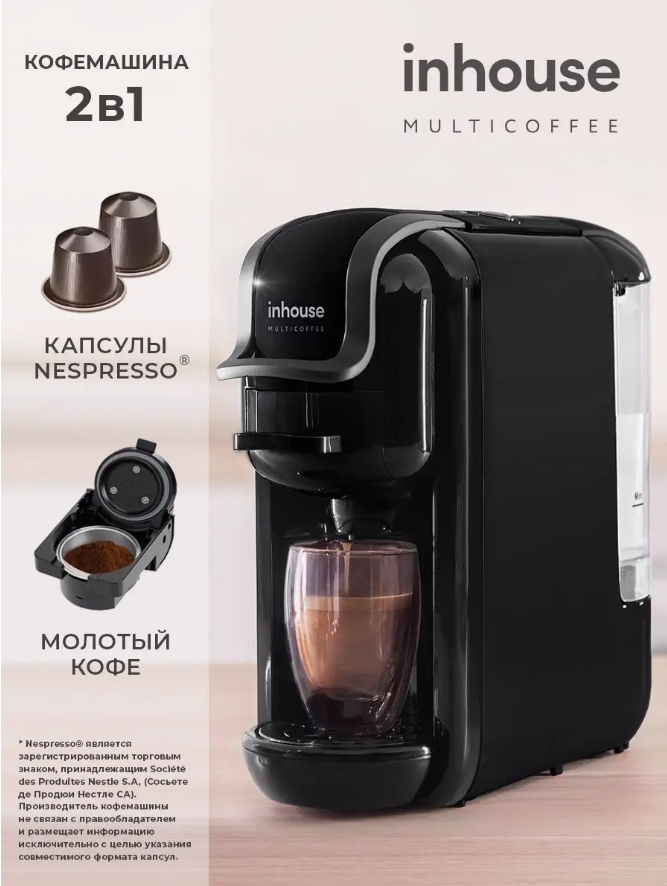 КОФЕМАШИНА
2в1
inhouse
MULTICOFFEE
КАПСУЛЫ
NESPRESSO®
МОЛОТЫЙ
КОФЕ
inhouse
MULTICOFFEE
Min
* Nespresso® является
зарегистрированным торговым
знаком, принадлежащим Société
des Produites Nestle S.A, (Сосьете
де Продюи Нестле СА).
Производитель кофемашины
не связан с правообладателем
и размещает информацию
исключительно с целью указания
совместимого формата капсул.